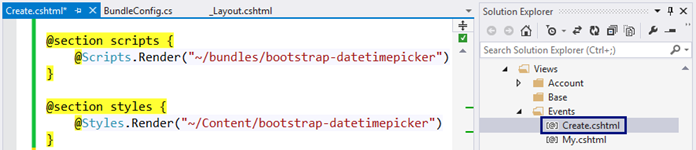 Create.cshtml* BundleConfig.cs _Layout.cshtml
@section scripts {
@Scripts.Render("~/bundles/bootstrap-datetimepicker")
}
@section styles {
@Styles.Render("~/Content/bootstrap-datetimepicker")
}
Solution Explorer
Search Solution Explorer (Ctrl+;)
Views
Account
Base
Events
[@] Create.cshtml
[@] My.cshtml